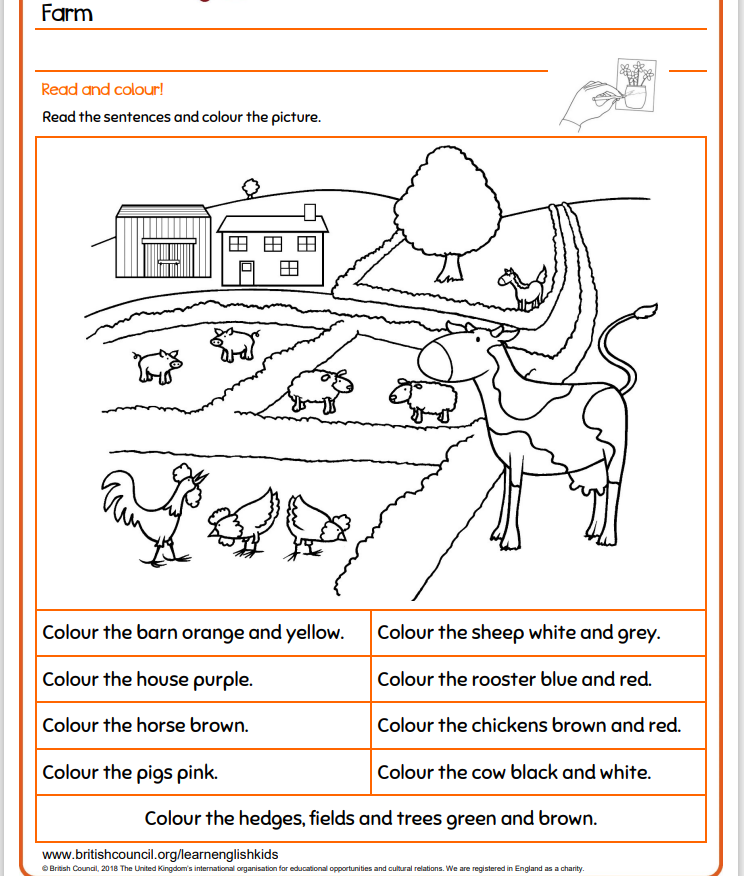 Farm
Read and colour!
Read the sentences and colour the picture.
Colour the barn orange and yellow.
Colour the sheep white and grey.
Colour the house purple.
Colour the rooster blue and red.
Colour the horse brown.
Colour the chickens brown and red.
Colour the pigs pink.
Colour the cow black and white.
Colour the hedges, fields and trees green and brown.
www.britishcouncil.org/learnenglishkids
© British Council, 2018 The United Kingdom's international organisation for educational opportunities and cultural relations. We are registered in England as a charity.